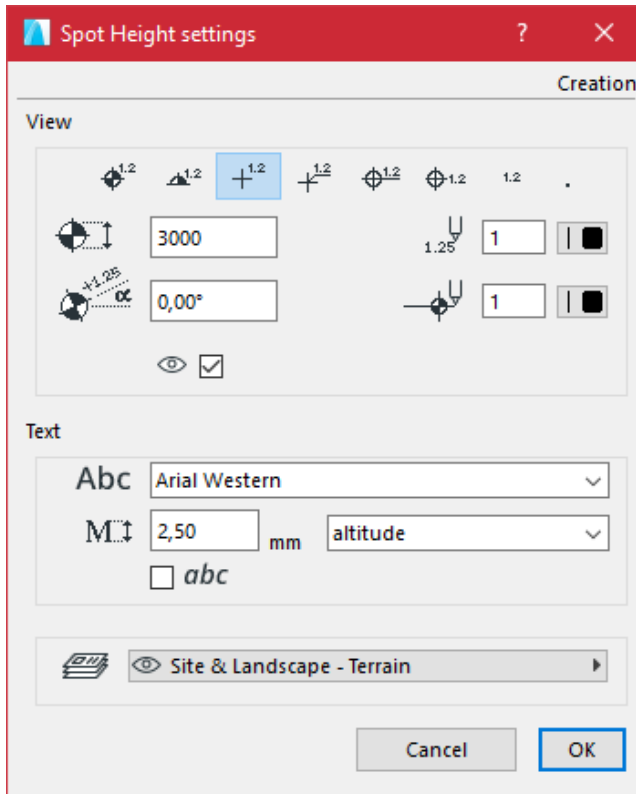 Spot Height settings ? ×
Creation
View
1.2 1.2 1.2 1.2 1.2 1.2 1.2 .
3000 1.25 1
+1.25 α 0,00° 1
Text
Abc Arial Western
M 2,50 mm altitude
abc
Site & Landscape - Terrain
Cancel OK